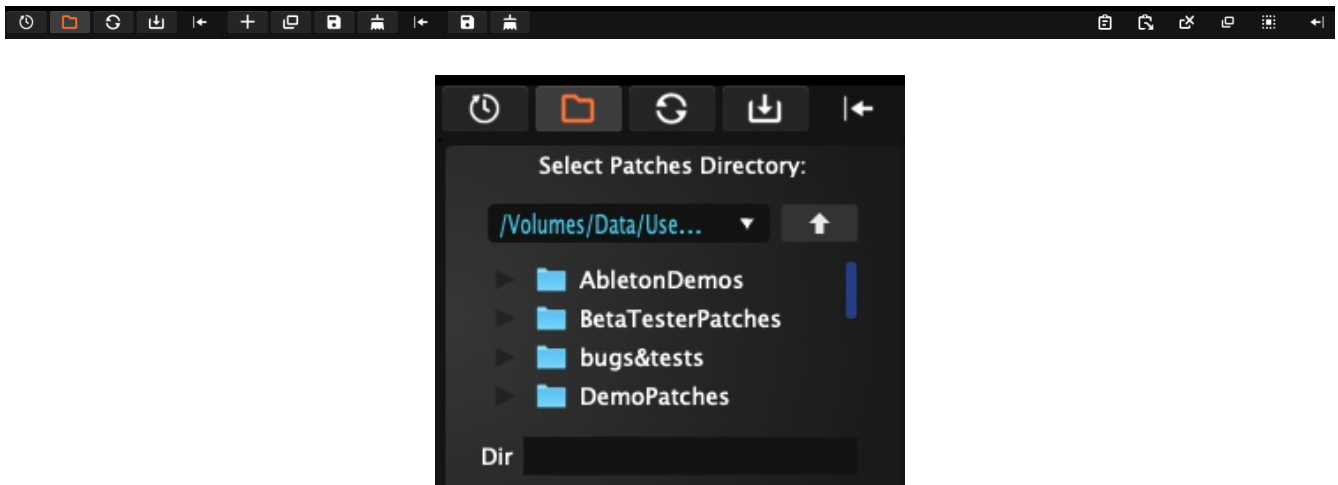 Select Patches Directory:
/Volumes/Data/Use...
AbletonDemos
BetaTesterPatches
bugs&tests
DemoPatches
Dir